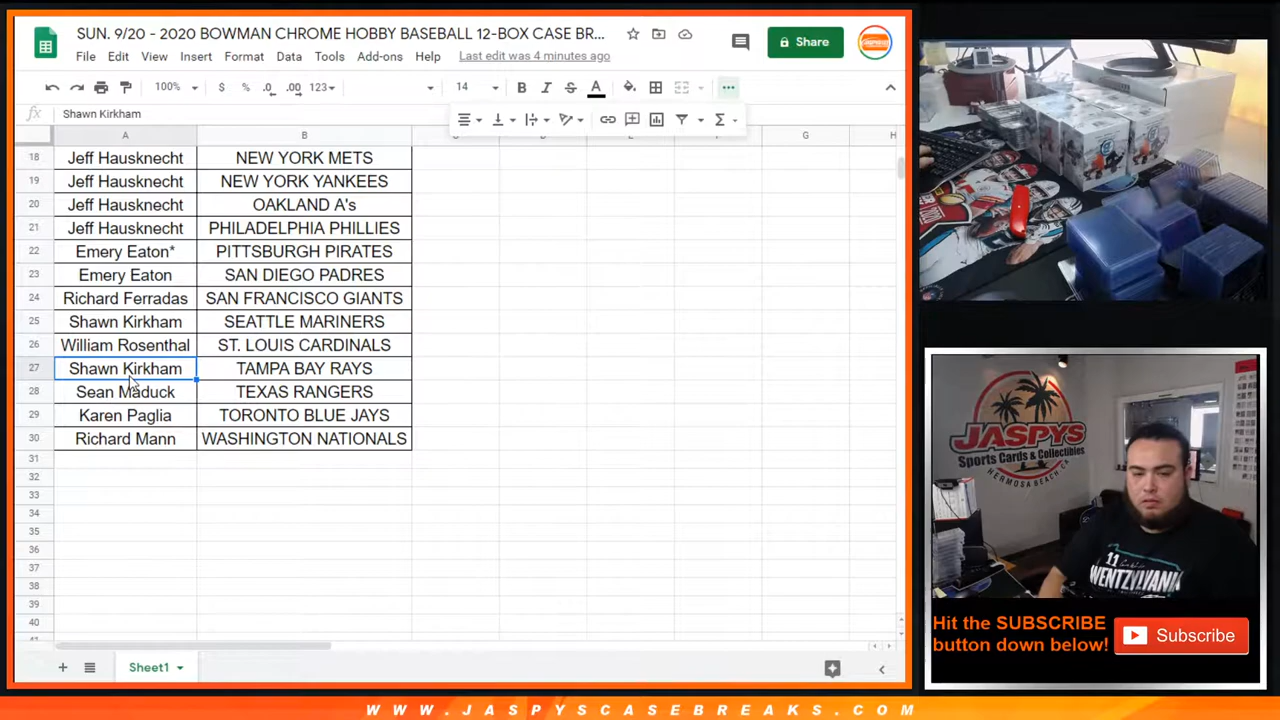 SUN. 9/20 - 2020 BOWMAN CHROME HOBBY BASEBALL 12-BOX CASE BR...
File Edit View Insert Format Data Tools Add-ons Help Last edit was 4 minutes ago
Share
100% $ % .0 .00 123 14 B I S A
fx Shawn Kirkham
A B G H
18 Jeff Hausknecht NEW YORK METS
19 Jeff Hausknecht NEW YORK YANKEES
20 Jeff Hausknecht OAKLAND A's
21 Jeff Hausknecht PHILADELPHIA PHILLIES
22 Emery Eaton* PITTSBURGH PIRATES
23 Emery Eaton SAN DIEGO PADRES
24 Richard Ferradas SAN FRANCISCO GIANTS
25 Shawn Kirkham SEATTLE MARINERS
26 William Rosenthal ST. LOUIS CARDINALS
27 Shawn Kirkham TAMPA BAY RAYS
28 Sean Maduck TEXAS RANGERS
29 Karen Paglia TORONTO BLUE JAYS
30 Richard Mann WASHINGTON NATIONALS
31
32
33
34
35
36
37
38
39
40
Sheet1
JASPYS
Sports Cards & Collectibles
HERMOSA BEACH, CA
11
WENTZYLVANIA
Hit the SUBSCRIBE
button down below!
Subscribe
WWW.JASPYSCASEBREAKS.COM